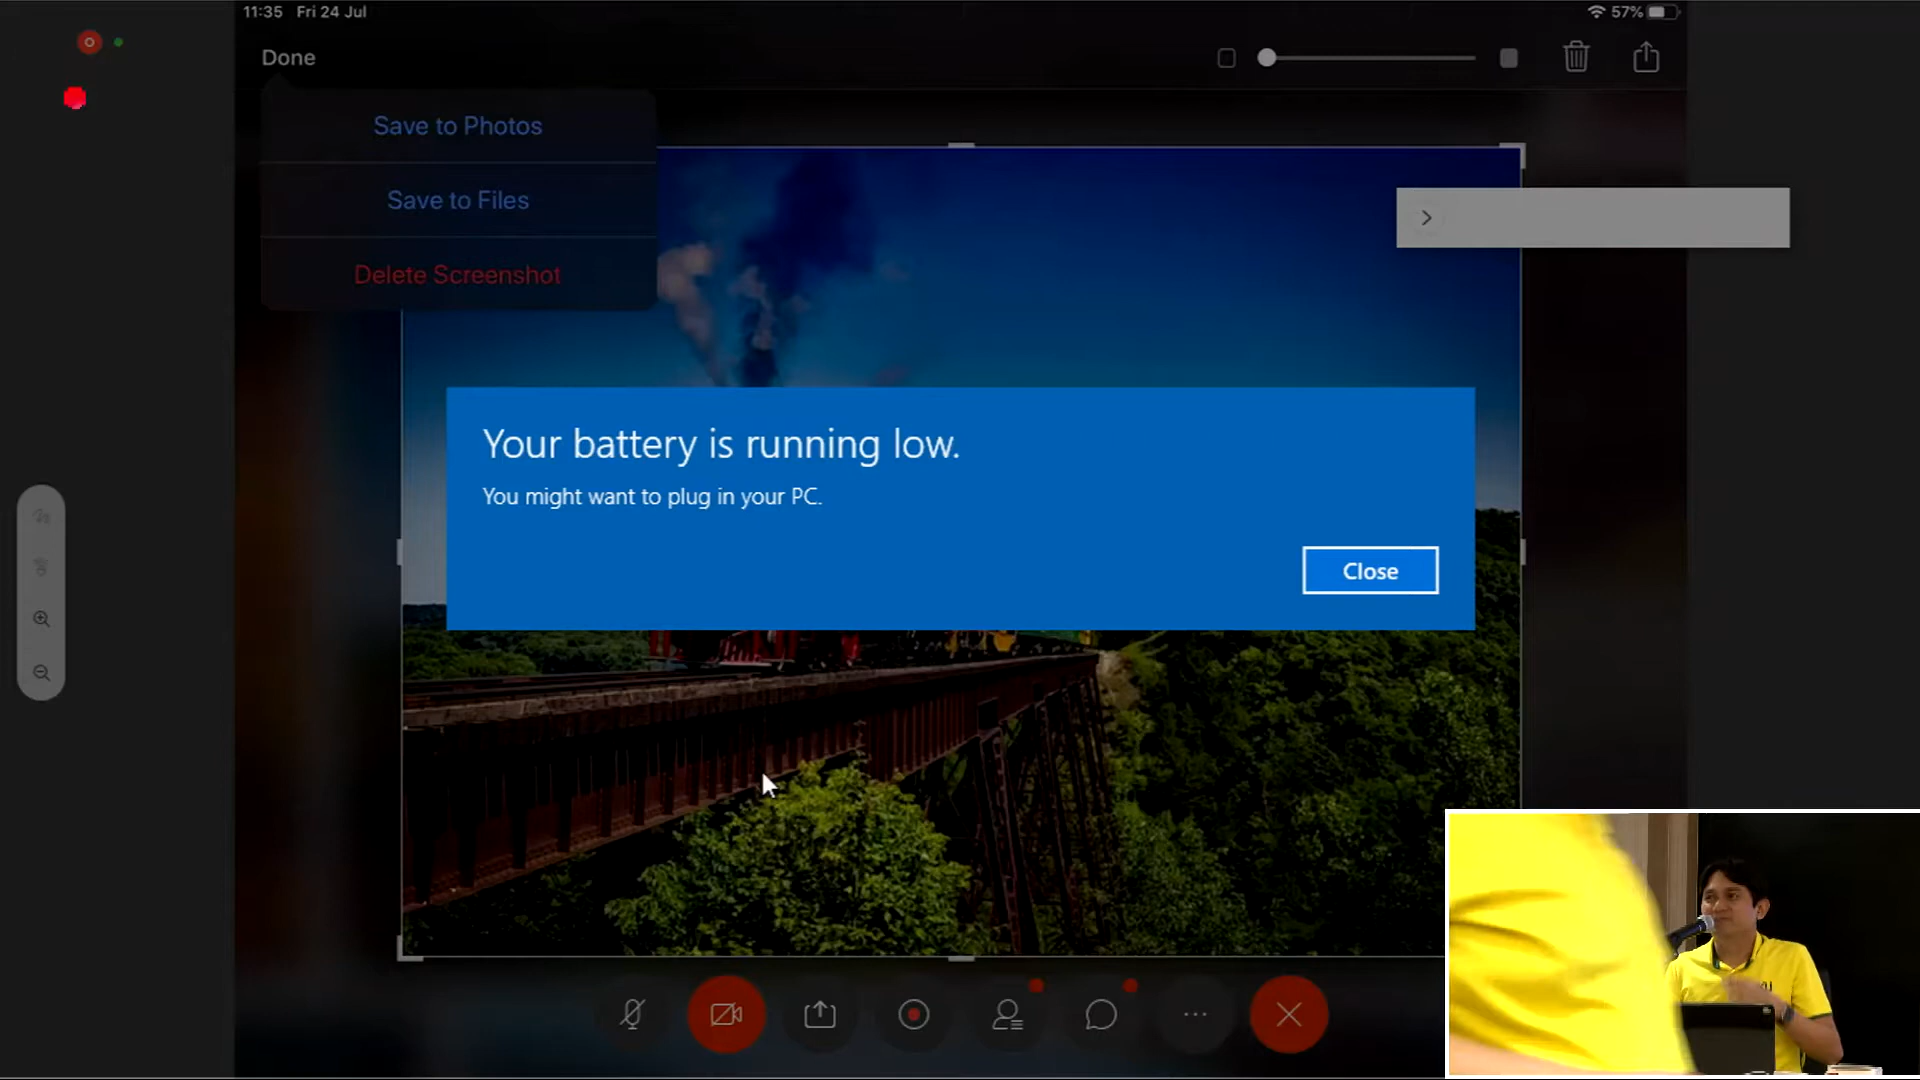 11:35 Fri 24 Jul
57%
Done
Save to Photos
Save to Files
Delete Screenshot
Your battery is running low.
You might want to plug in your PC.
Close